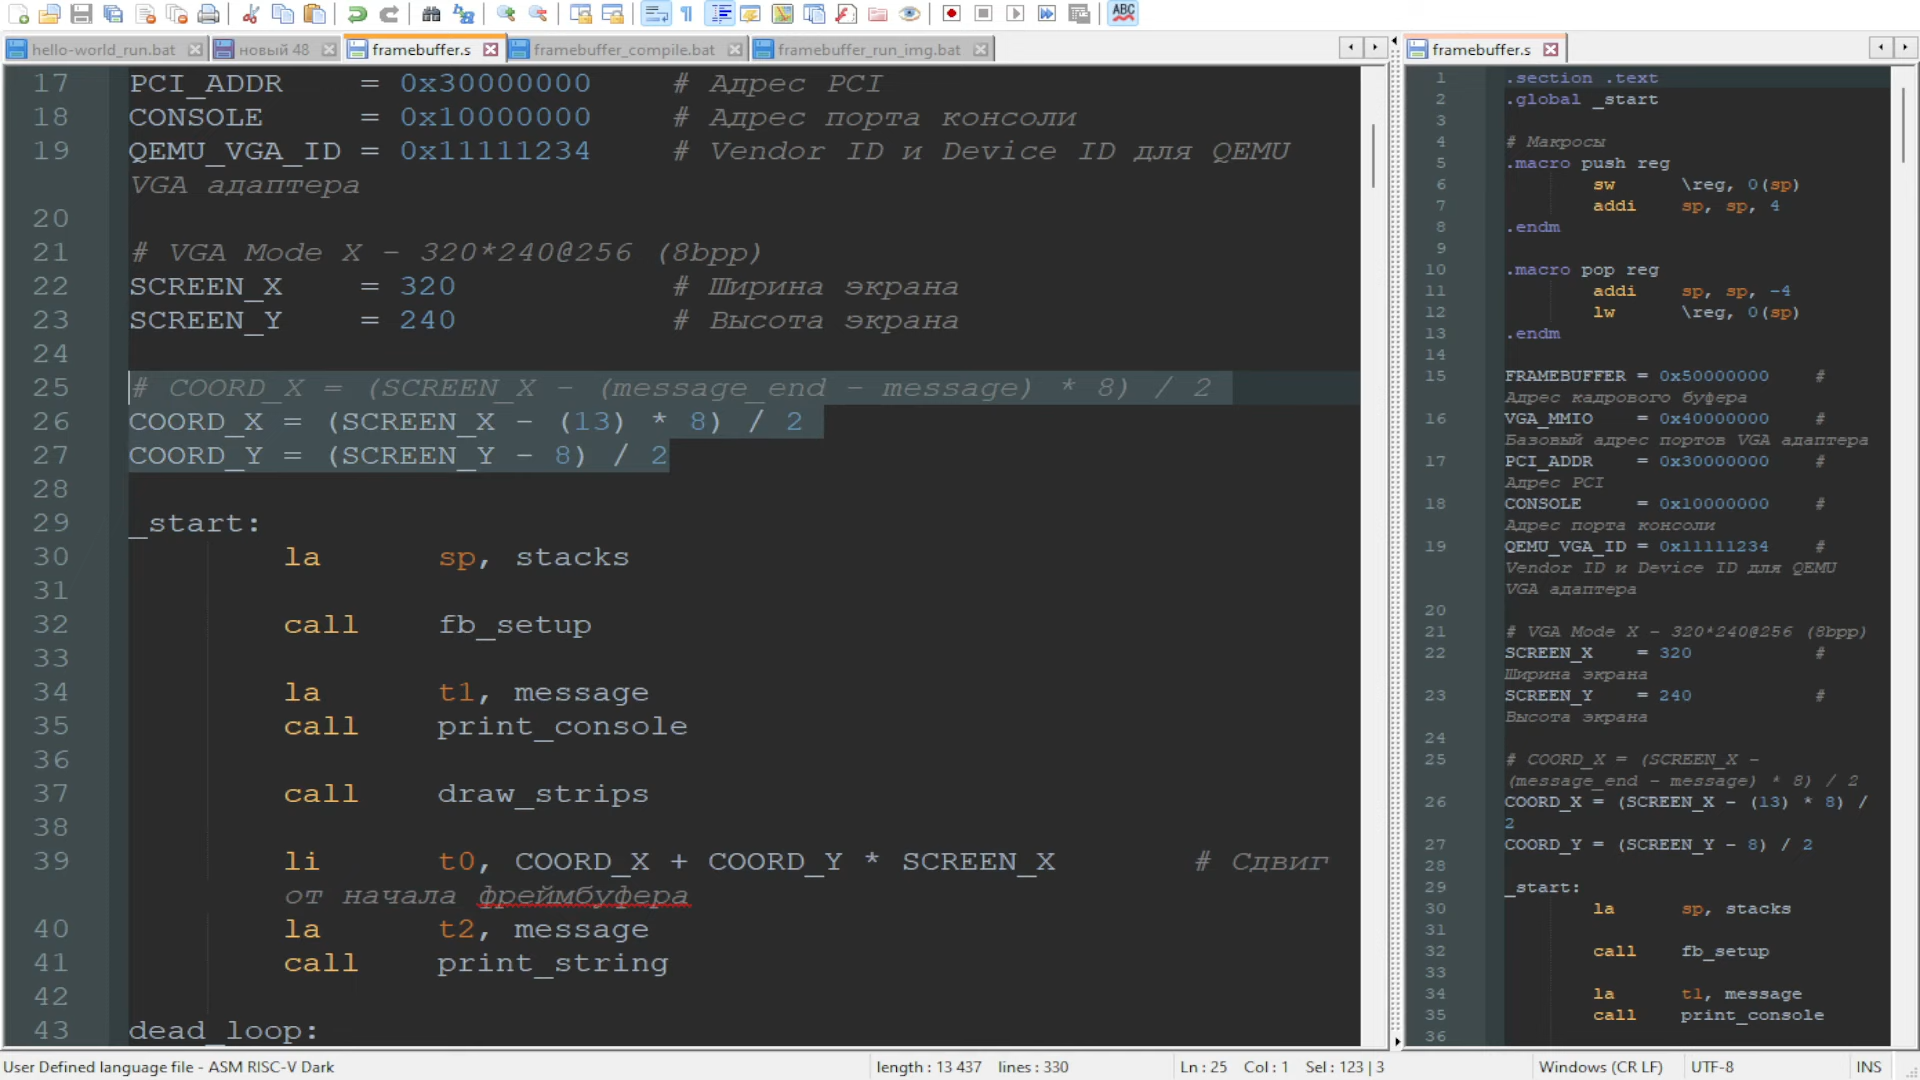 ABC
hello-world_run.bat
новый 48
framebuffer.s
framebuffer_compile.bat
framebuffer_run_img.bat
framebuffer.s
17 PCI_ADDR = 0x30000000 # Адрес PCI
18 CONSOLE = 0x10000000 # Адрес порта консоли
19 QEMU_VGA_ID = 0x11111234 # Vendor ID и Device ID для QEMU
VGA адаптера
20
21 # VGA Mode X - 320*240@256 (8bpp)
22 SCREEN_X = 320 # Ширина экрана
23 SCREEN_Y = 240 # Высота экрана
24
25 # COORD_X = (SCREEN_X - (message_end - message) * 8) / 2
26 COORD_X = (SCREEN_X - (13) * 8) / 2
27 COORD_Y = (SCREEN_Y - 8) / 2
28
29 _start:
30 la sp, stacks
31
32 call fb_setup
33
34 la t1, message
35 call print_console
36
37 call draw_strips
38
39 li t0, COORD_X + COORD_Y * SCREEN_X # Сдвиг
от начала фреймбуфера
40 la t2, message
41 call print_string
42
43 dead_loop:
1 .section .text
2 .global _start
3
4 # Макросы
5 .macro push reg
6 sw \reg, 0(sp)
7 addi sp, sp, 4
8 .endm
9
10 .macro pop reg
11 addi sp, sp, -4
12 lw \reg, 0(sp)
13 .endm
14
15 FRAMEBUFFER = 0x50000000 #
Адрес кадрового буфера
16 VGA_MMIO = 0x40000000 #
Базовый адрес портов VGA адаптера
17 PCI_ADDR = 0x30000000 #
Адрес PCI
18 CONSOLE = 0x10000000 #
Адрес порта консоли
19 QEMU_VGA_ID = 0x11111234 #
Vendor ID и Device ID для QEMU
VGA адаптера
20
21 # VGA Mode X - 320*240@256 (8bpp)
22 SCREEN_X = 320 #
Ширина экрана
23 SCREEN_Y = 240 #
Высота экрана
24
25 # COORD_X = (SCREEN_X -
(message_end - message) * 8) / 2
26 COORD_X = (SCREEN_X - (13) * 8) /
2
27 COORD_Y = (SCREEN_Y - 8) / 2
28
29 _start:
30 la sp, stacks
31
32 call fb_setup
33
34 la t1, message
35 call print_console
36
User Defined language file - ASM RISC-V Dark
length : 13 437 lines : 330
Ln : 25 Col : 1 Sel : 123 | 3
Windows (CR LF)
UTF-8
INS